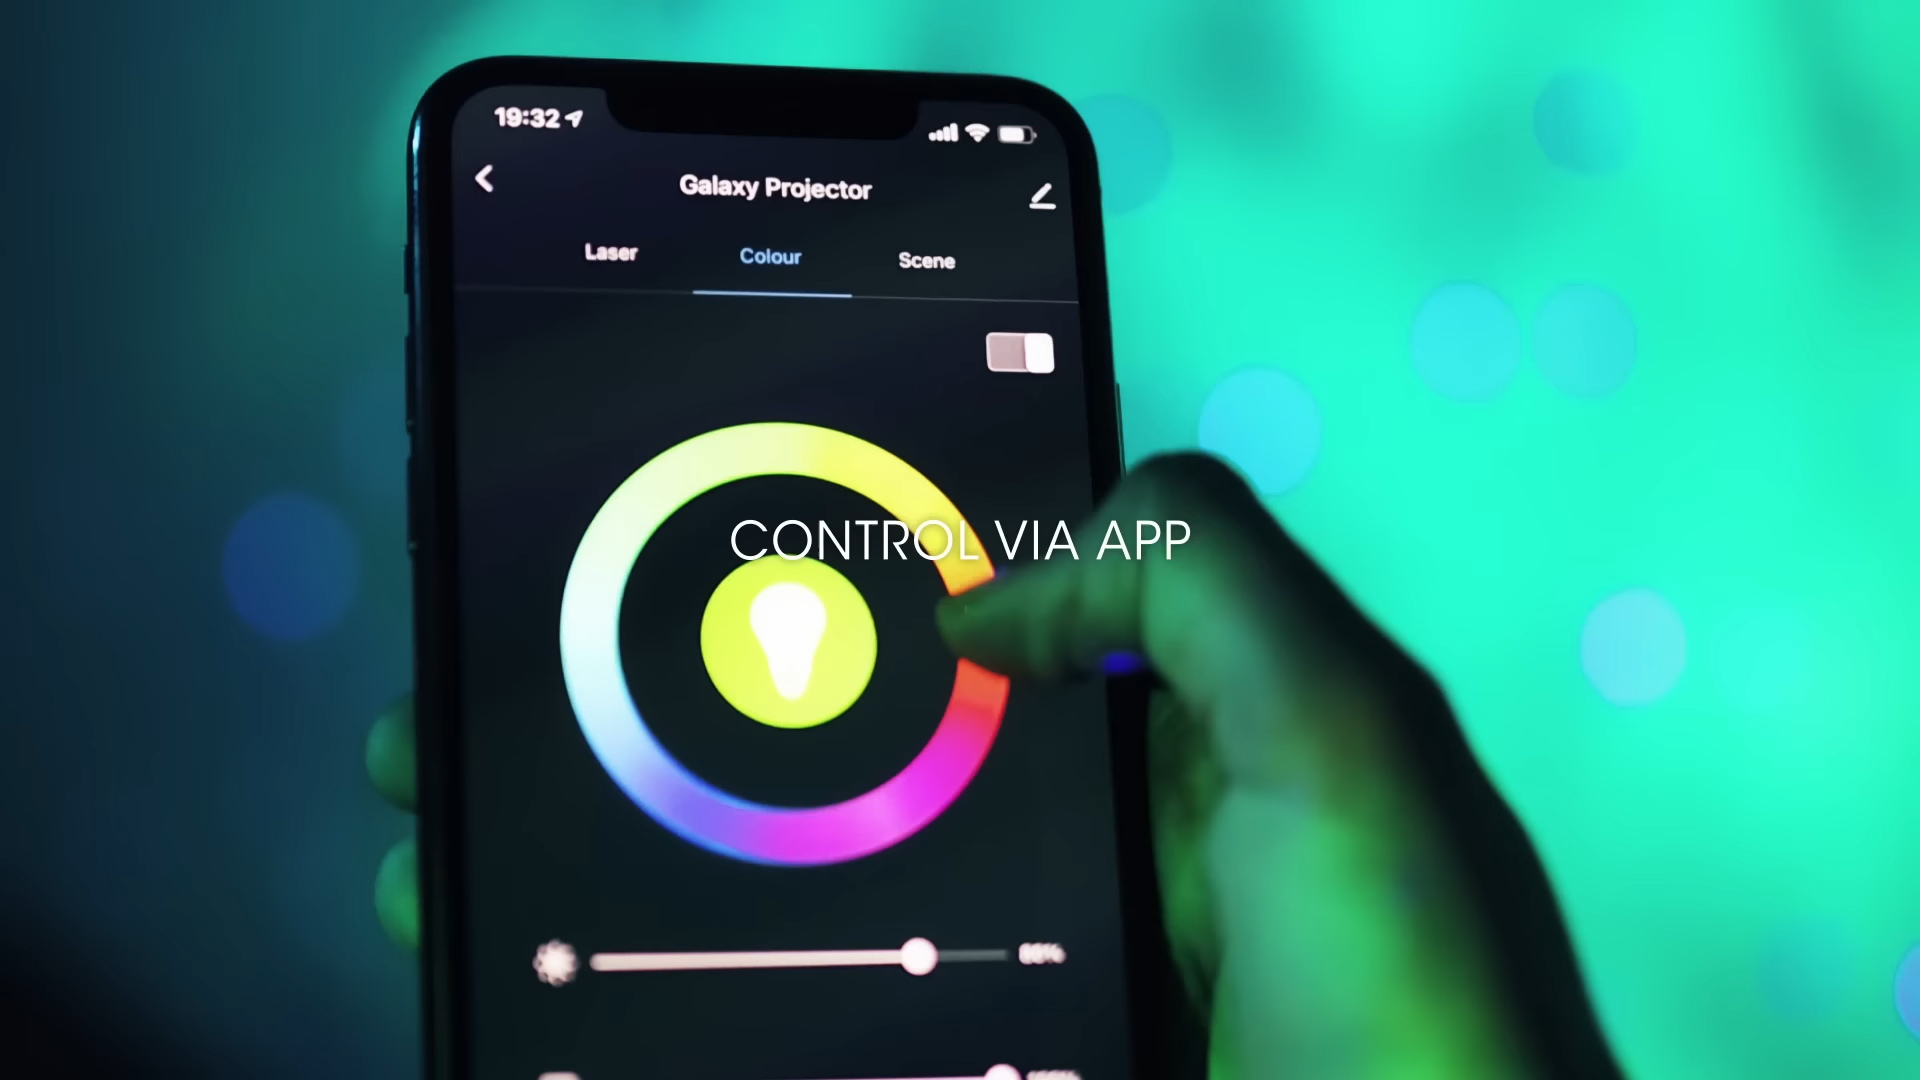 19:32
Galaxy Projector
Laser Colour Scene
CONTROL VIA APP